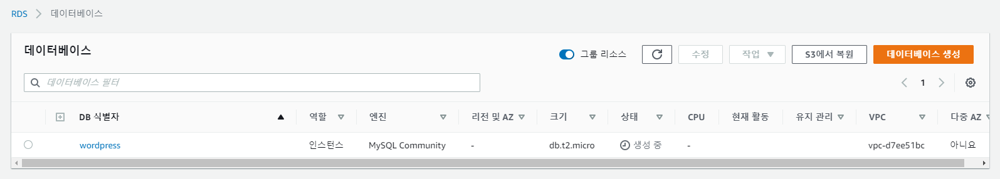 RDS 데이터베이스
데이터베이스
그룹 리소스 수정 작업 S3에서 복원 데이터베이스 생성
데이터베이스 필터 1
DB 식별자 역할 엔진 리전 및 AZ 크기 상태 CPU 현재 활동 유지 관리 VPC 다중 AZ
wordpress 인스턴스 MySQL Community - db.t2.micro 생성 중 - vpc-d7ee51bc 아니요